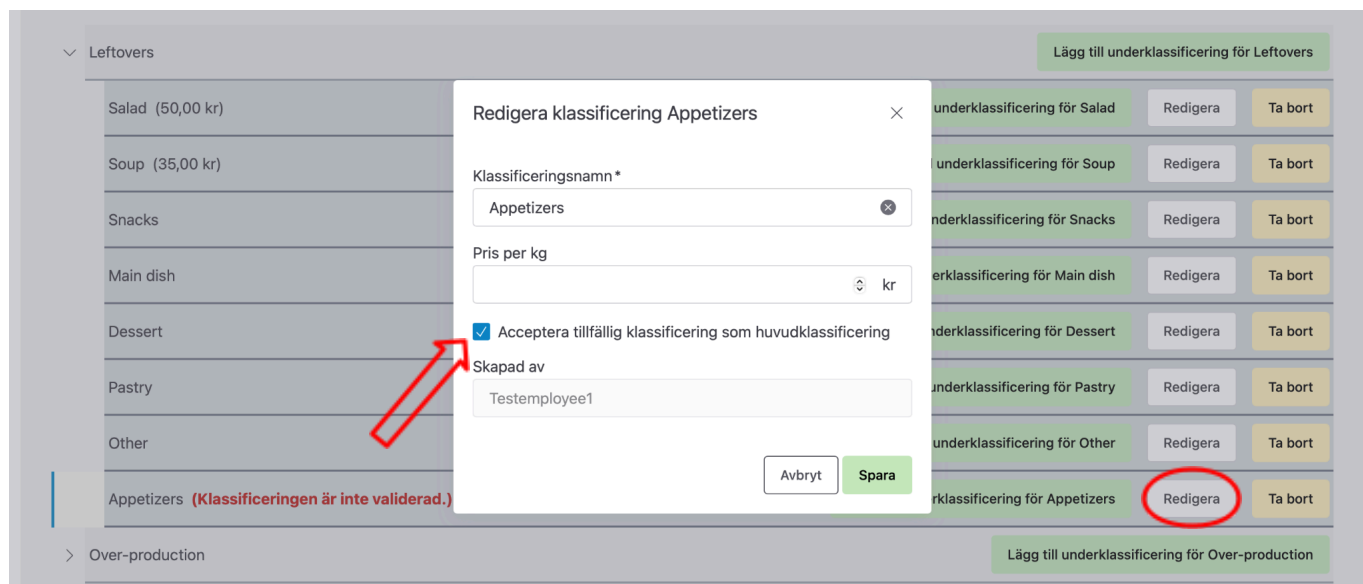 Leftovers
Lägg till underklassificering för Leftovers
Redigera klassificering Appetizers
Salad (50,00 kr)
underklassificering för Salad
Redigera
Ta bort
Soup (35,00 kr)
underklassificering för Soup
Redigera
Ta bort
Klassificeringsnamn*
Appetizers
Snacks
nderklassificering för Snacks
Redigera
Ta bort
Pris per kg
kr
Main dish
erklassificering för Main dish
Redigera
Ta bort
Acceptera tillfällig klassificering som huvudklassificering
Dessert
nderklassificering för Dessert
Redigera
Ta bort
Skapad av
Testemployee1
Pastry
underklassificering för Pastry
Redigera
Ta bort
Other
underklassificering för Other
Redigera
Ta bort
Avbryt
Spara
Appetizers (Klassificeringen är inte validerad.)
rklassificering för Appetizers
Redigera
Ta bort
Over-production
Lägg till underklassificering för Over-production